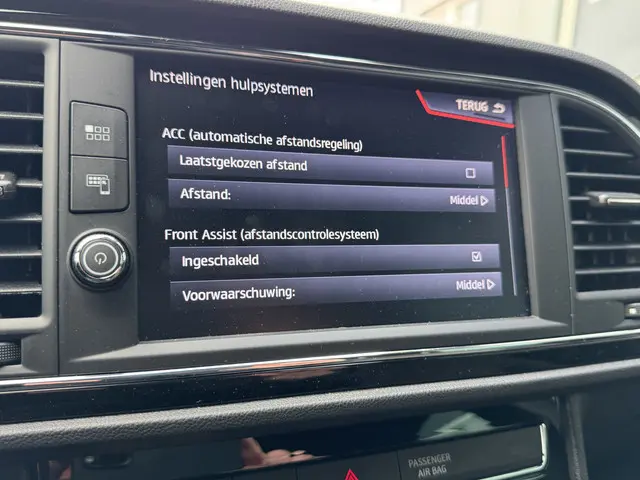 Instellingen hulpsystemen
TERUG
ACC (automatische afstandsregeling)
Laatstgekozen afstand
Afstand:
Middel
Front Assist (afstandscontrolesysteem)
Ingeschakeld
Voorwaarschuwing:
Middel
PASSENGER
AIR BAG